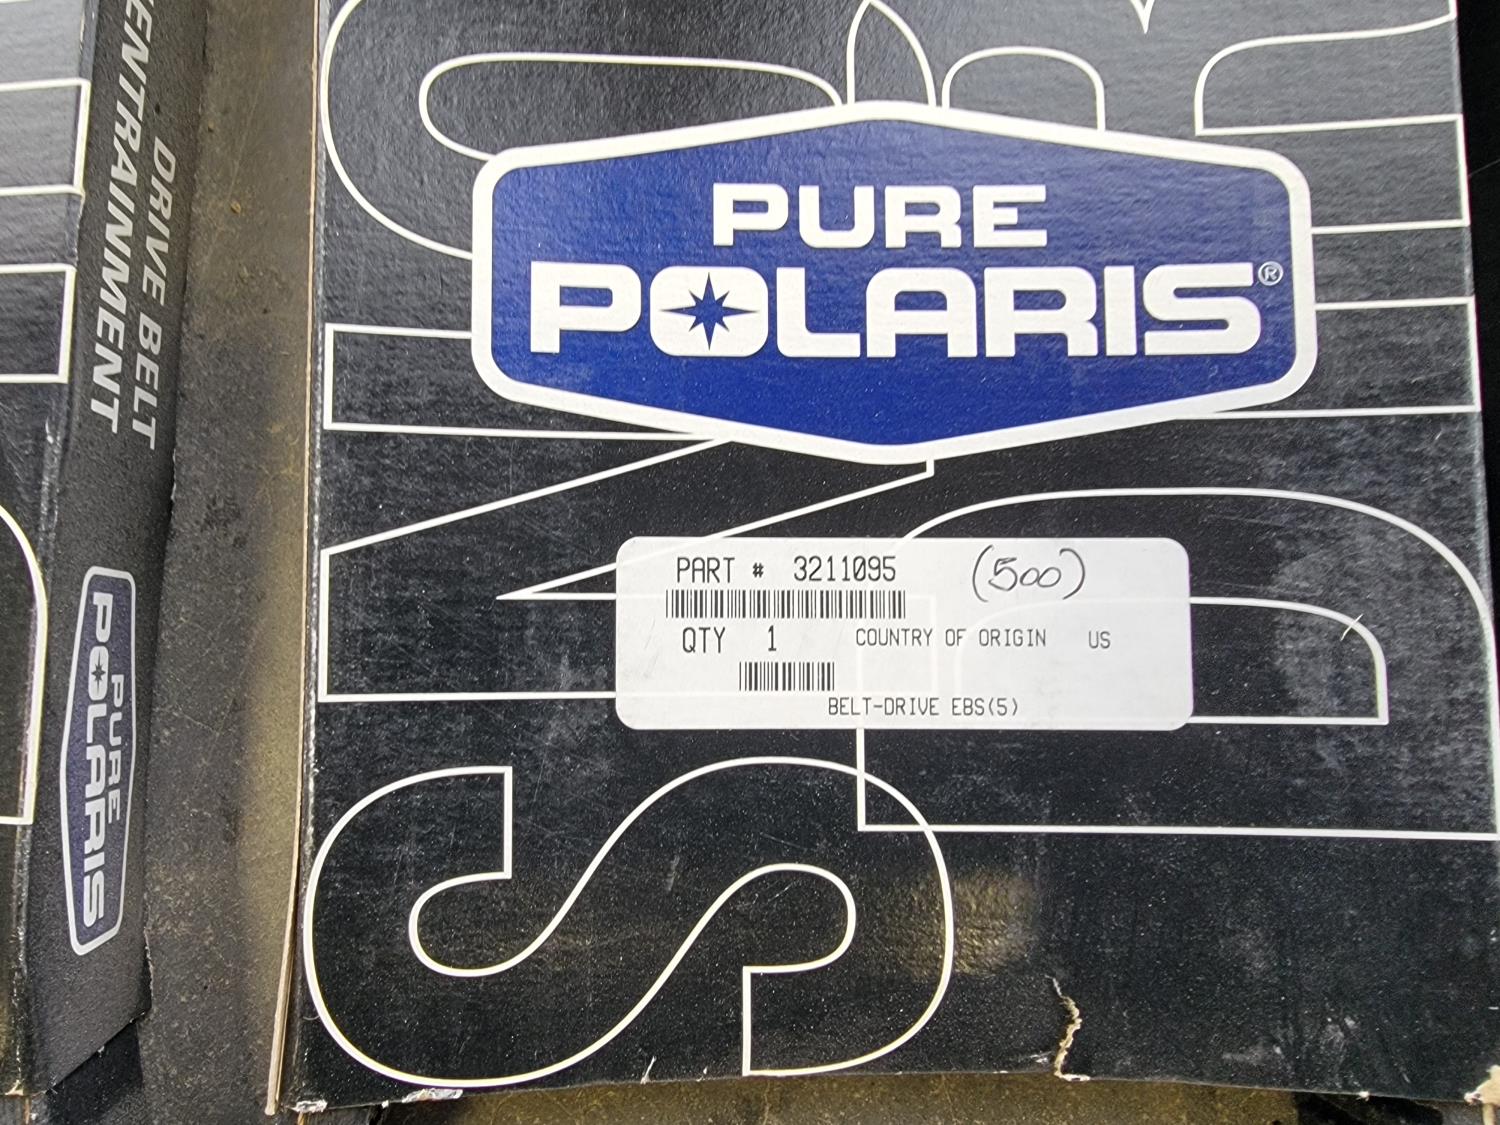 DRIVE BELT
ENTRAINMENT
PURE
POLARIS
PURE
POLARIS®
PART # 3211095 (500)
QTY 1 COUNTRY OF ORIGIN US
BELT-DRIVE EBS(5)